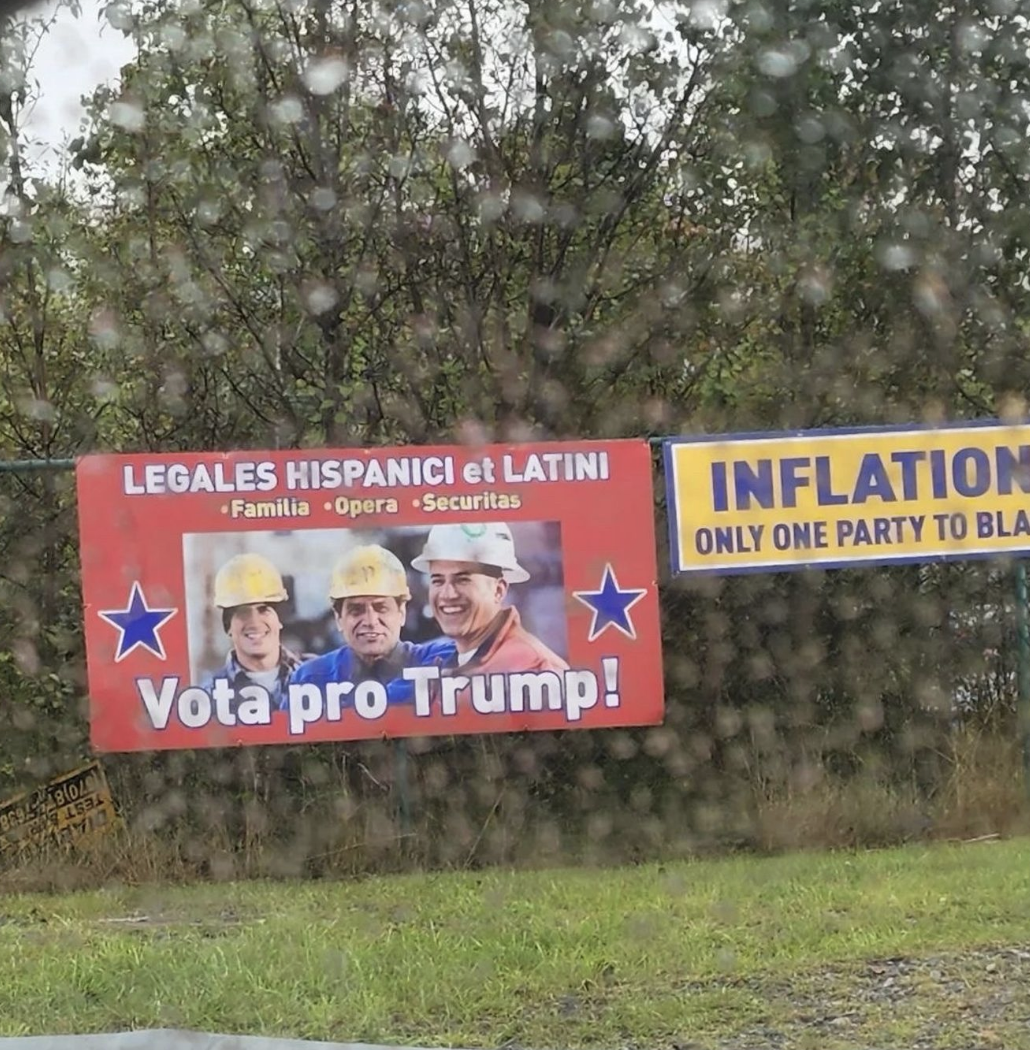 LEGALES HISPANICI et LATINI
•Familia •Opera •Securitas
Vota pro Trump!
INFLATION
ONLY ONE PARTY TO BLA